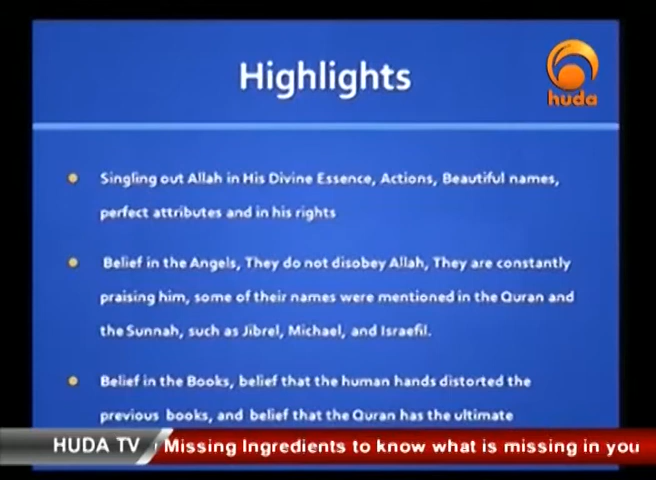 Highlights
huda
Singling out Allah in His Divine Essence, Actions, Beautiful names,
perfect attributes and in his rights
Belief in the Angels, They do not disobey Allah, They are constantly
praising him, some of their names were mentioned in the Quran and
the Sunnah, such as Jibrel, Michael, and Israefil.
Belief in the Books, belief that the human hands distorted the
previous books, and belief that the Quran has the ultimate
HUDA TV
Missing Ingredients to know what is missing in you